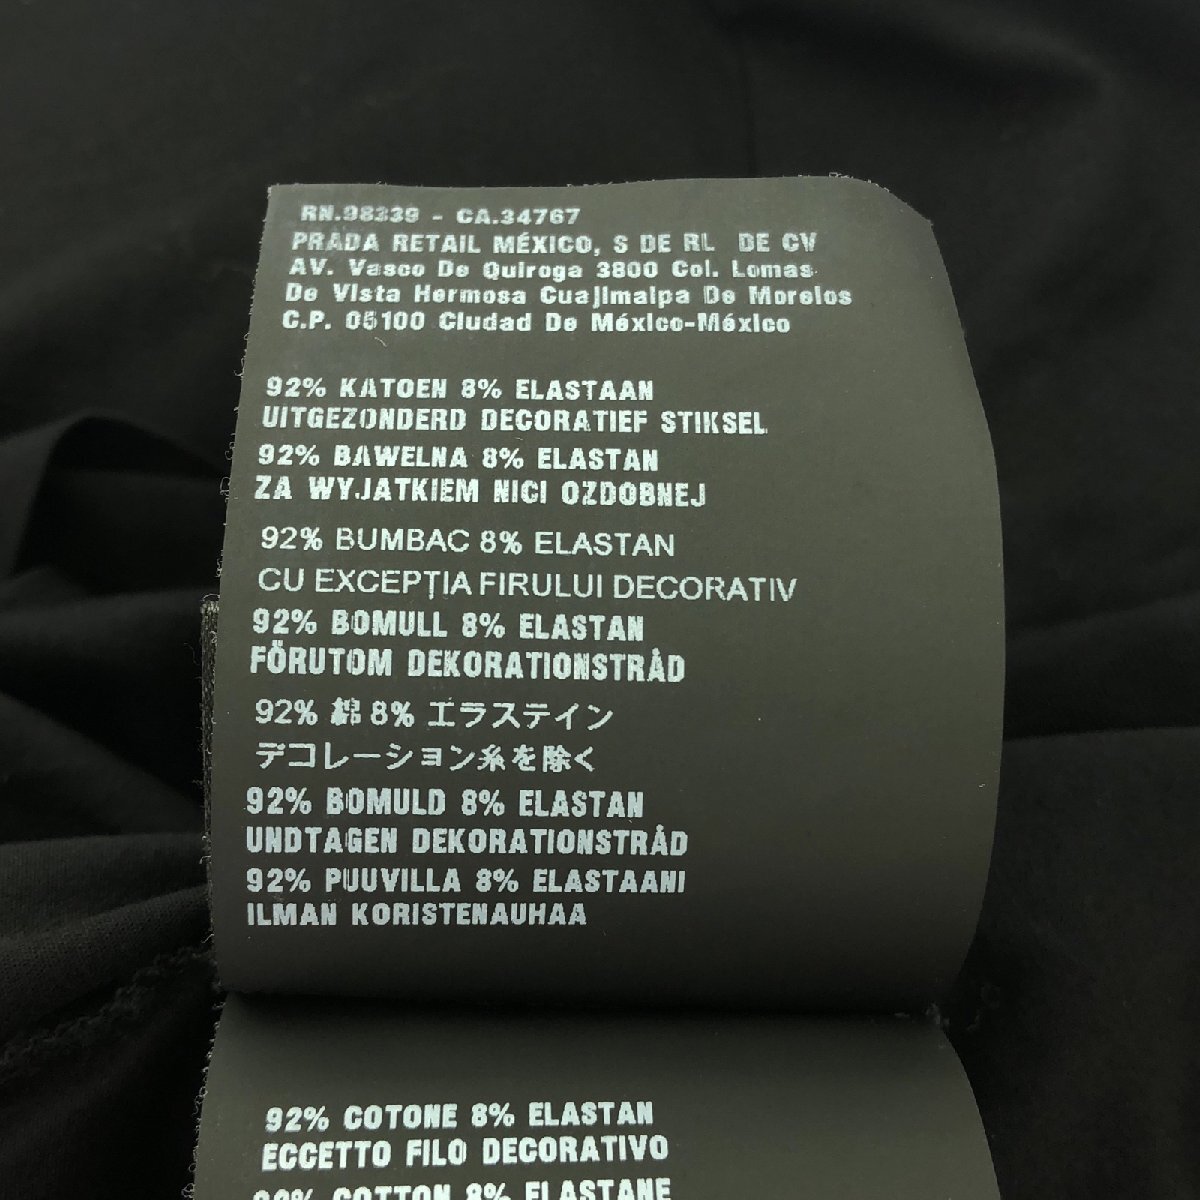 RN.98339 - CA.34767
PRADA RETAIL MÉXICO, S DE RL DE CV
AV. Vasco De Quiroga 3800 Col. Lomas
De Vista Hermosa Cuajimalpa De Morelos
C.P. 05100 Ciudad De México-México
92% KATOEN 8% ELASTAAN
UITGEZONDERD DECORATIEF STIKSEL
92% BAWELNA 8% ELASTAN
ZA WYJATKIEM NICI OZDOBNEJ
92% BUMBAC 8% ELASTAN
CU EXCEPȚIA FIRULUI DECORATIV
92% BOMULL 8% ELASTAN
FÖRUTOM DEKORATIONSTRÅD
92% 綿 8% エラステイン
デコレーション糸を除く
92% BOMULD 8% ELASTAN
UNDTAGEN DEKORATIONSTRÅD
92% PUUVILLA 8% ELASTAANI
ILMAN KORISTENAUHAA
92% COTONE 8% ELASTAN
ECCETTO FILO DECORATIVO
92% COTTON 8% ELASTANE